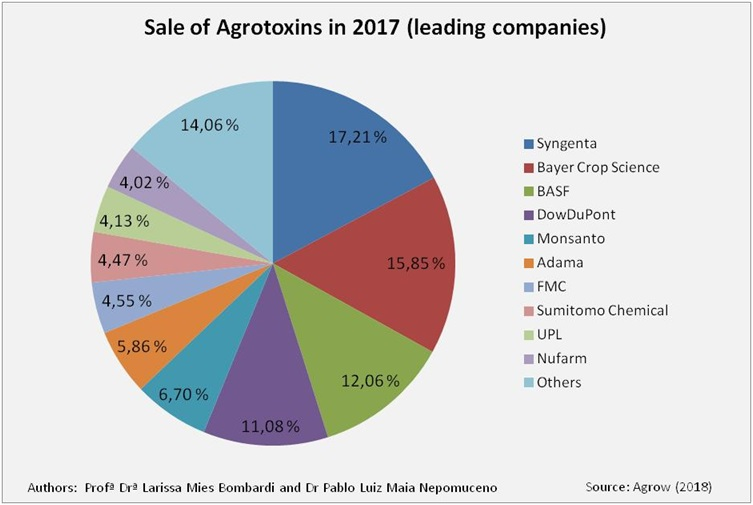 Sale of Agrotoxins in 2017 (leading companies)
17,21 %
15,85 %
12,06 %
11,08 %
6,70 %
5,86 %
4,55 %
4,47 %
4,13 %
4,02 %
14,06 %
Syngenta
Bayer Crop Science
BASF
DowDuPont
Monsanto
Adama
FMC
Sumitomo Chemical
UPL
Nufarm
Others
Authors: Profª Drª Larissa Mies Bombardi and Dr Pablo Luiz Maia Nepomuceno
Source: Agrow (2018)